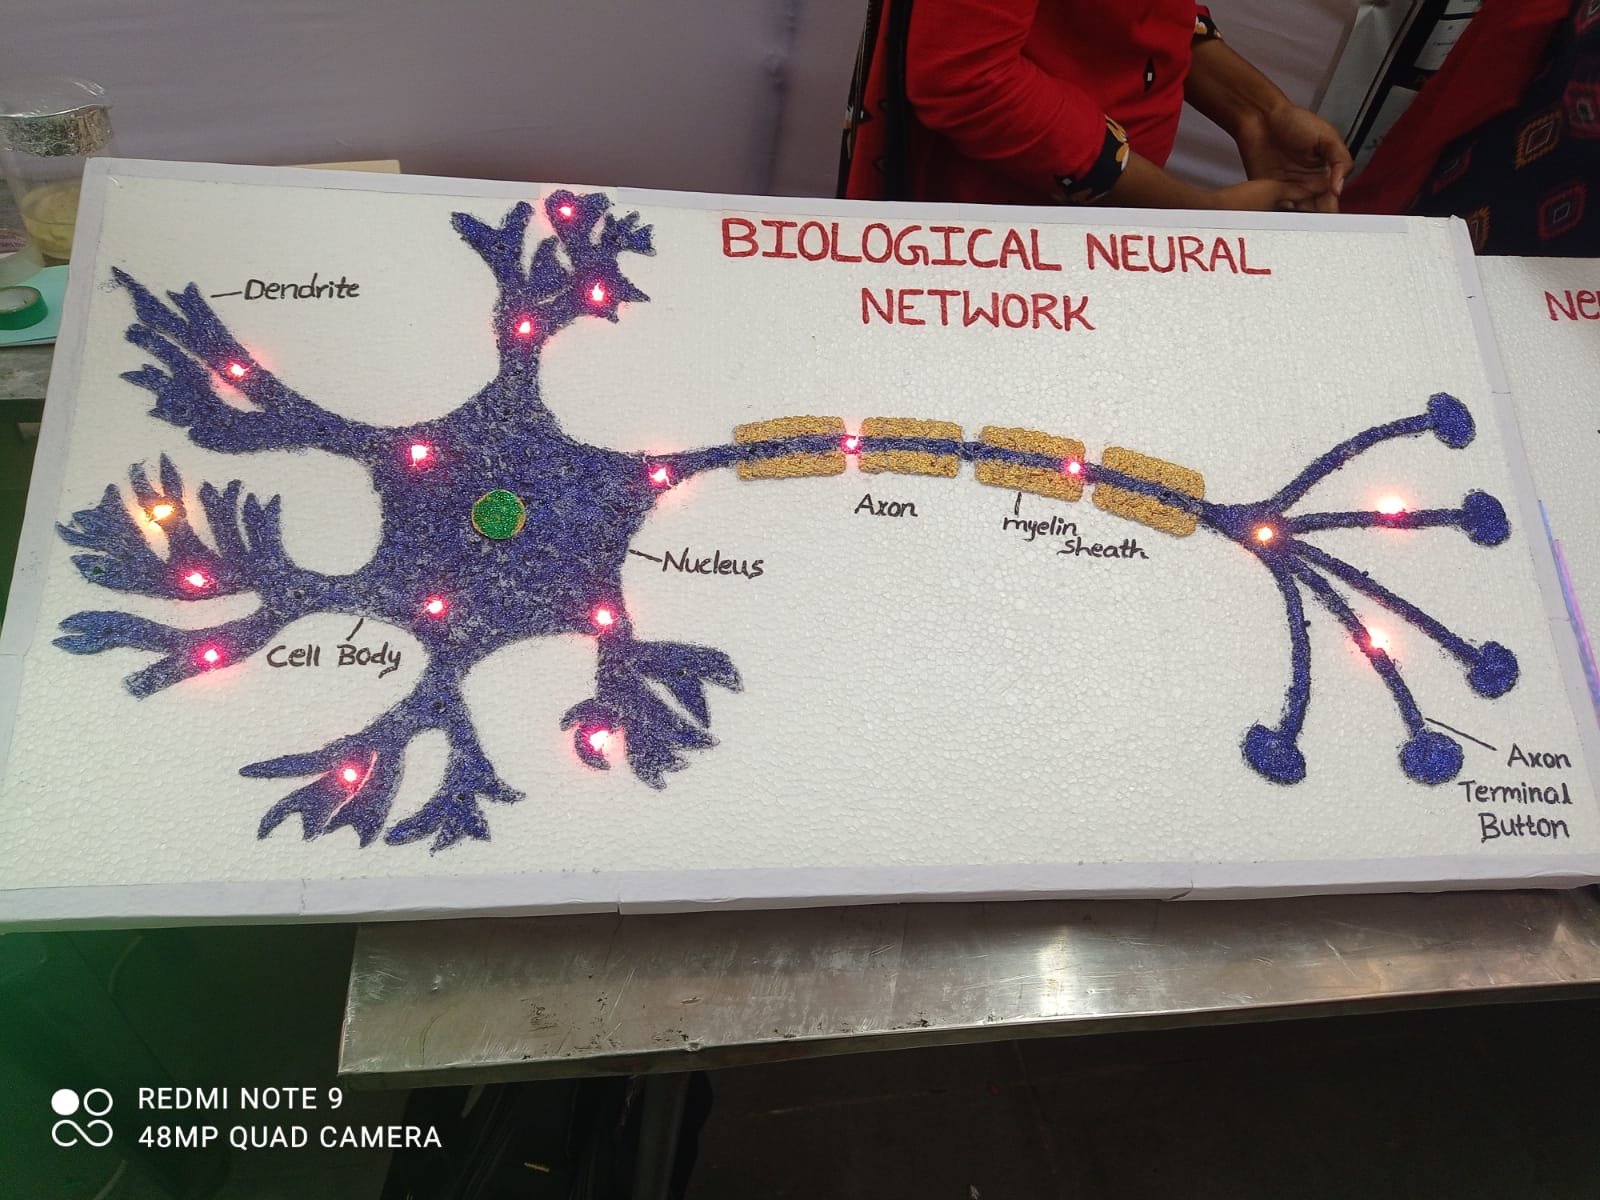 BIOLOGICAL NEURAL
NETWORK
Dendrite
Axon
myelin
sheath
Nucleus
Cell Body
Axon
Terminal
Button
REDMI NOTE 9
48MP QUAD CAMERA